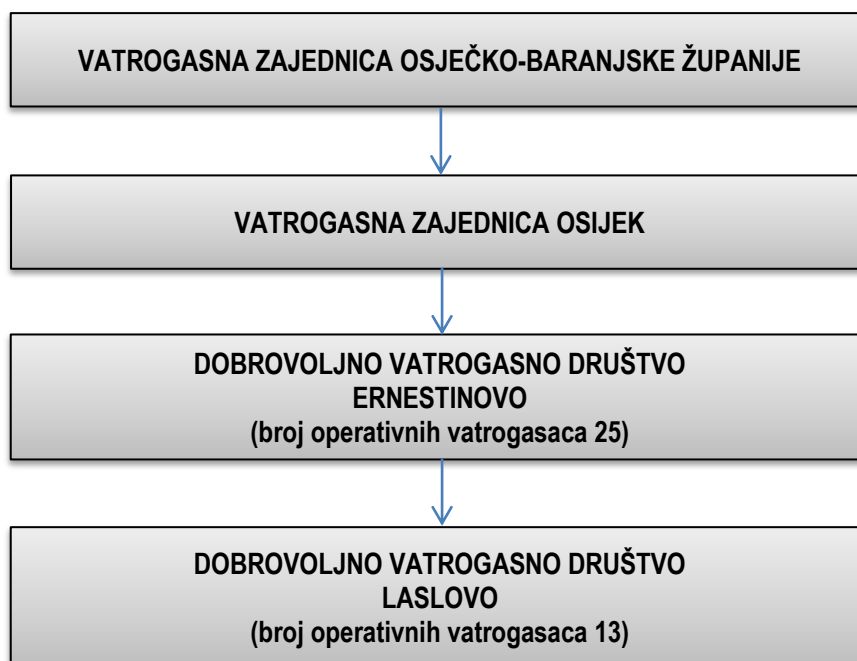 VATROGASNA ZAJEDNICA OSJEČKO-BARANJSKE ŽUPANIJE
VATROGASNA ZAJEDNICA OSIJEK
DOBROVOLJNO VATROGASNO DRUŠTVO
ERNESTINOVO
(broj operativnih vatrogasaca 25)
DOBROVOLJNO VATROGASNO DRUŠTVO
LASLOVO
(broj operativnih vatrogasaca 13)